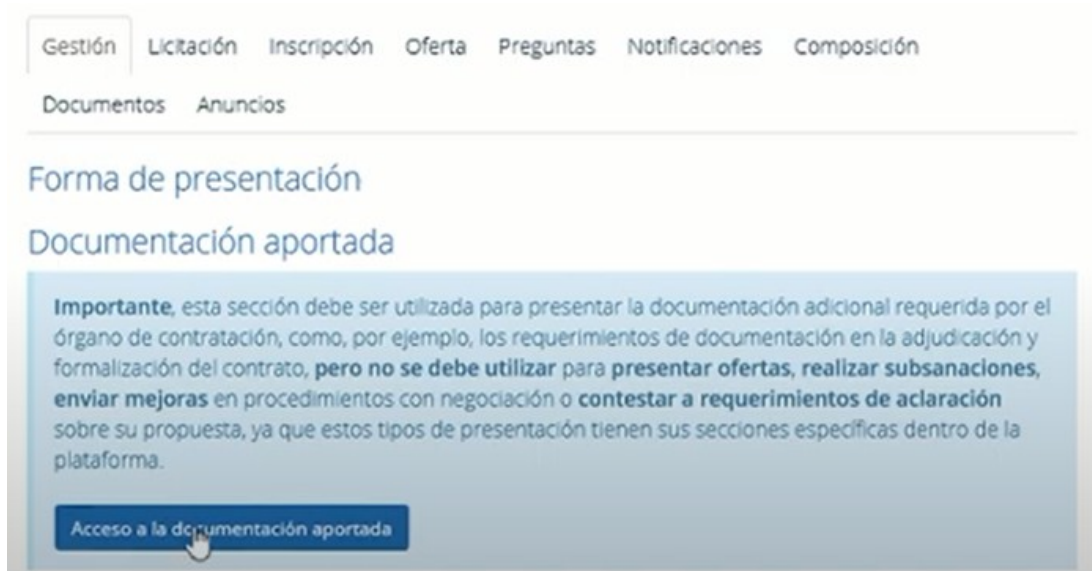 Gestión Licitación Inscripción Oferta Preguntas Notificaciones Composición
Documentos Anuncios
Forma de presentación
Documentación aportada
Importante, esta sección debe ser utilizada para presentar la documentación adicional requerida por el
órgano de contratación, como, por ejemplo, los requerimientos de documentación en la adjudicación y
formalización del contrato, pero no se debe utilizar para presentar ofertas, realizar subsanaciones,
enviar mejoras en procedimientos con negociación o contestar a requerimientos de aclaración
sobre su propuesta, ya que estos tipos de presentación tienen sus secciones específicas dentro de la
plataforma.
Acceso a la documentación aportada